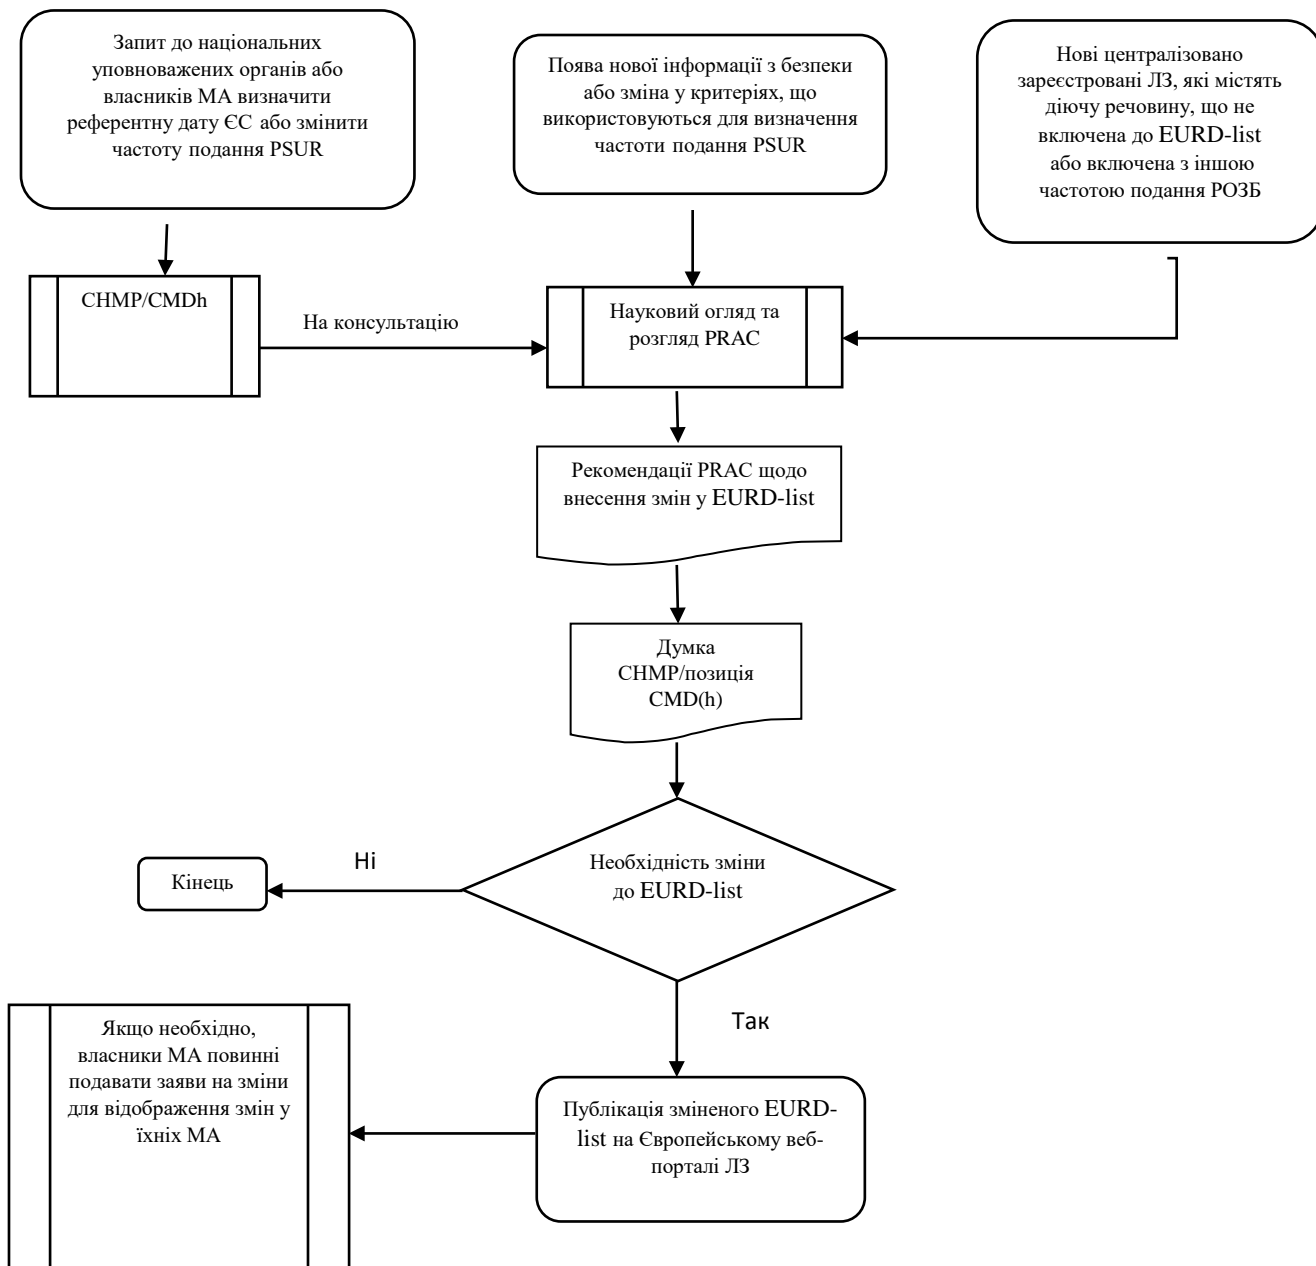 Запит до національних
уповноважених органів або
власників МА визначити
референтну дату ЄС або змінити
частоту подання PSUR
Поява нової інформації з безпеки
або зміна у критеріях, що
використовуються для визначення
частоти подання PSUR
Нові централізовано
зареєстровані ЛЗ, які містять
діючу речовину, що не
включена до EURD-list
або включена з іншою
частотою подання РОЗБ
CHMP/CMDh
На консультацію
Науковий огляд та
розгляд PRAC
Рекомендації PRAC щодо
внесення змін у EURD-list
Думка
CHMP/позиція
CMD(h)
Необхідність зміни
до EURD-list
Ні
Кінець
Так
Якщо необхідно,
власники МА повинні
подавати заяви на зміни
для відображення змін у
їхніх МА
Публікація зміненого EURD-
list на Європейському веб-
порталі ЛЗ